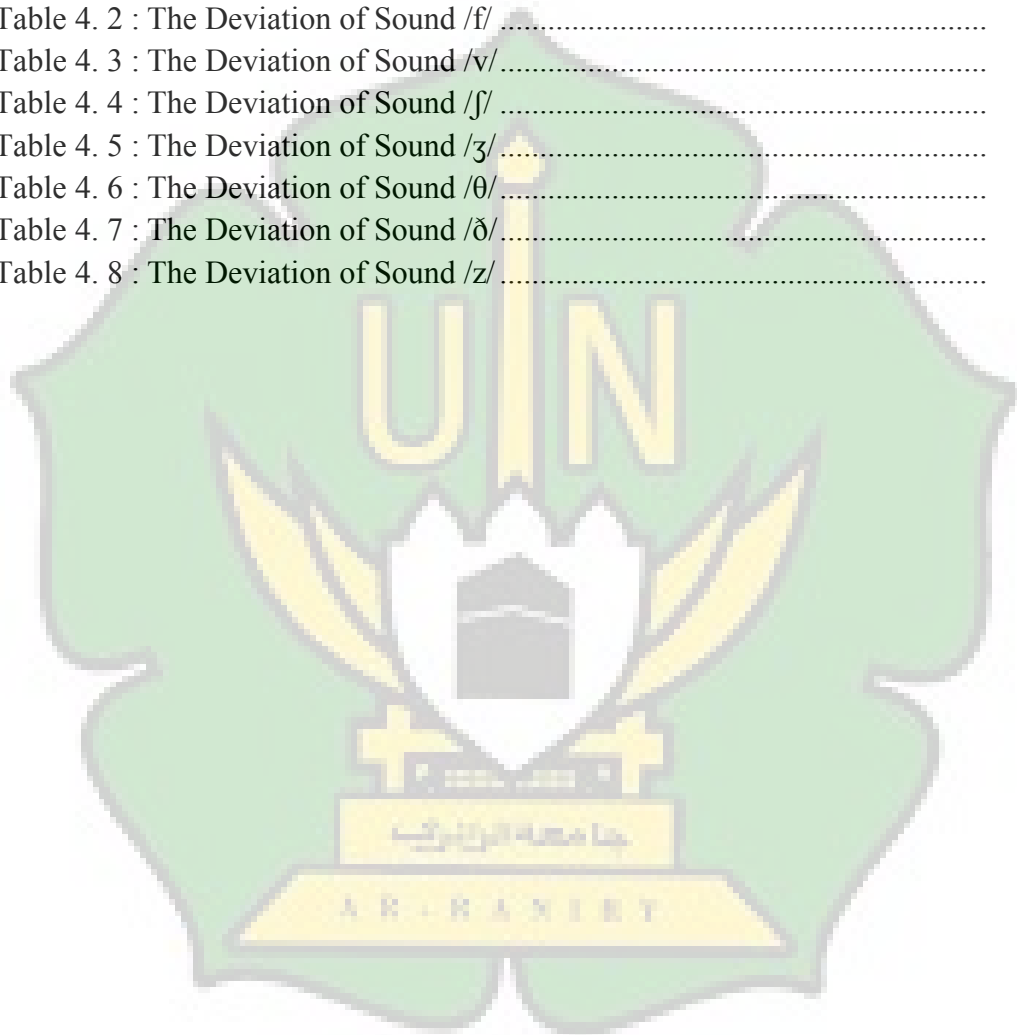 Table 4. 2 : The Deviation of Sound /f/ ....................................................
Table 4. 3 : The Deviation of Sound /v/ ....................................................
Table 4. 4 : The Deviation of Sound /ʃ/ ....................................................
Table 4. 5 : The Deviation of Sound /ʒ/ ....................................................
Table 4. 6 : The Deviation of Sound /θ/ ....................................................
Table 4. 7 : The Deviation of Sound /ð/ ....................................................
Table 4. 8 : The Deviation of Sound /z/ ....................................................
UIN
جامعة الرانيري
AR-RANIRY